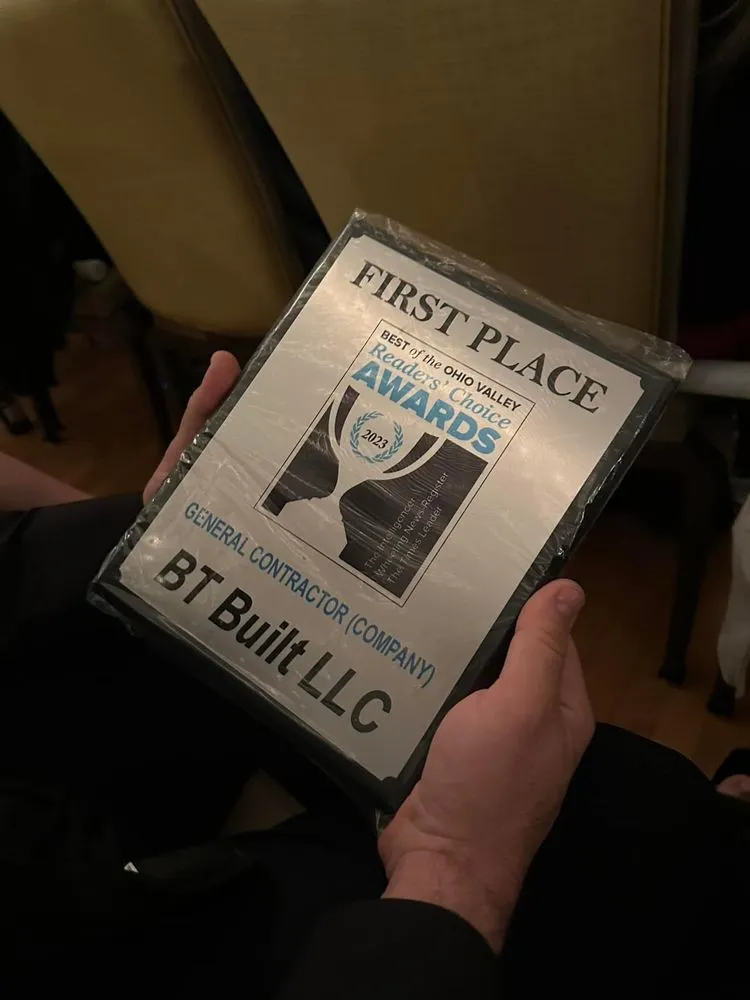 FIRST PLACE
BEST of the OHIO VALLEY
Readers' Choice
AWARDS
2023
The Intelligencer
Wheeling News-Register
The Times Leader
GENERAL CONTRACTOR (COMPANY)
BT Built LLC